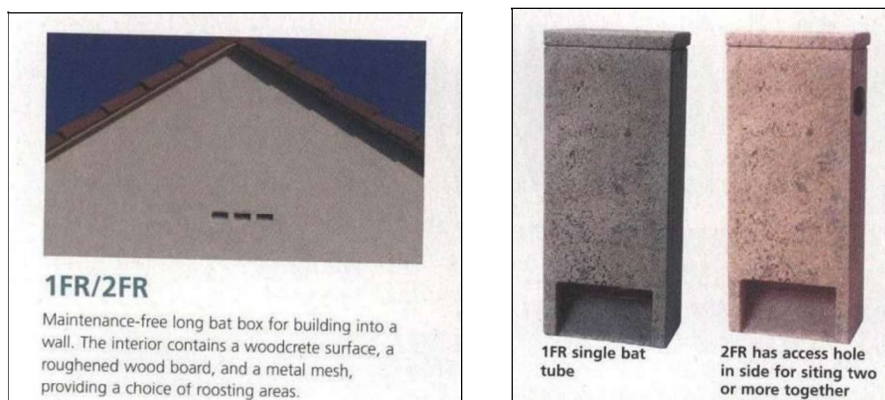 1FR/2FR
Maintenance-free long bat box for building into a
wall. The interior contains a woodcrete surface, a
roughened wood board, and a metal mesh,
providing a choice of roosting areas.
1FR single bat
tube
2FR has access hole
in side for siting two
or more together